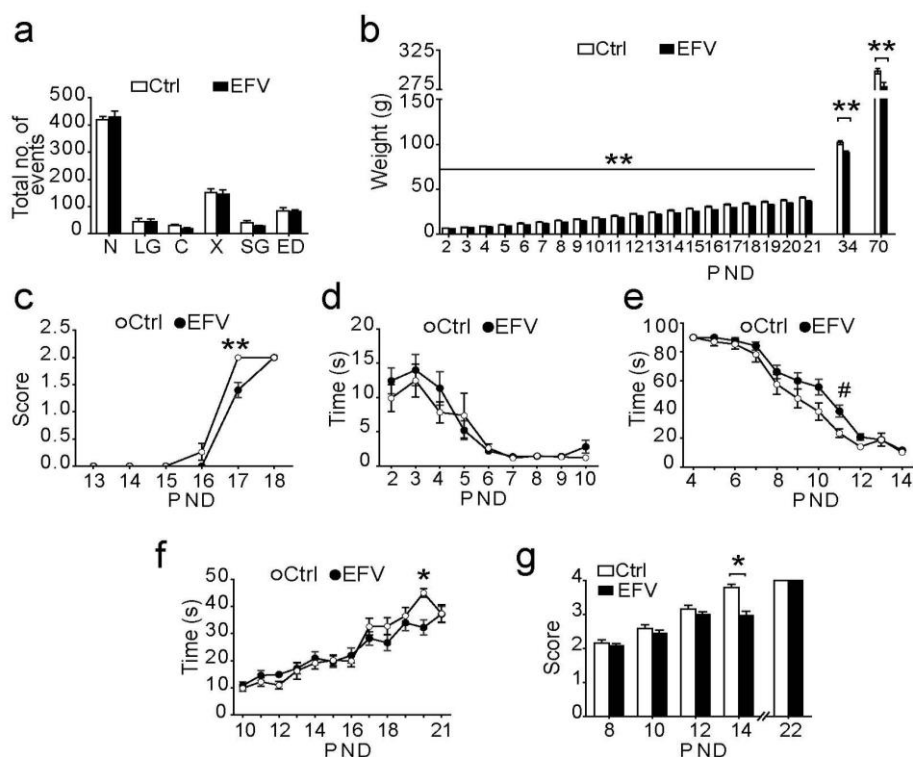 a
Ctrl EFV
Total no. of
events
500
400
300
200
100
0
N LG C X SG ED
b
Ctrl EFV
Weight (g)
325
275
150
100
50
0
**
**
**
2 3 4 5 6 7 8 9 10 11 12 13 14 15 16 17 18 19 20 21 34 70
PND
c
Ctrl EFV
Score
2.0
1.5
1.0
0.5
0.0
**
13 14 15 16 17 18
PND
d
Ctrl EFV
Time (s)
20
15
10
5
0
2 3 4 5 6 7 8 9 10
PND
e
Ctrl EFV
Time (s)
100
80
60
40
20
0
#
4 6 8 10 12 14
PND
f
Ctrl EFV
Time (s)
50
40
30
20
10
0
*
10 12 14 16 18 21
PND
g
Ctrl
EFV
Score
4
3
2
1
0
*
8 10 12 14 22
PND